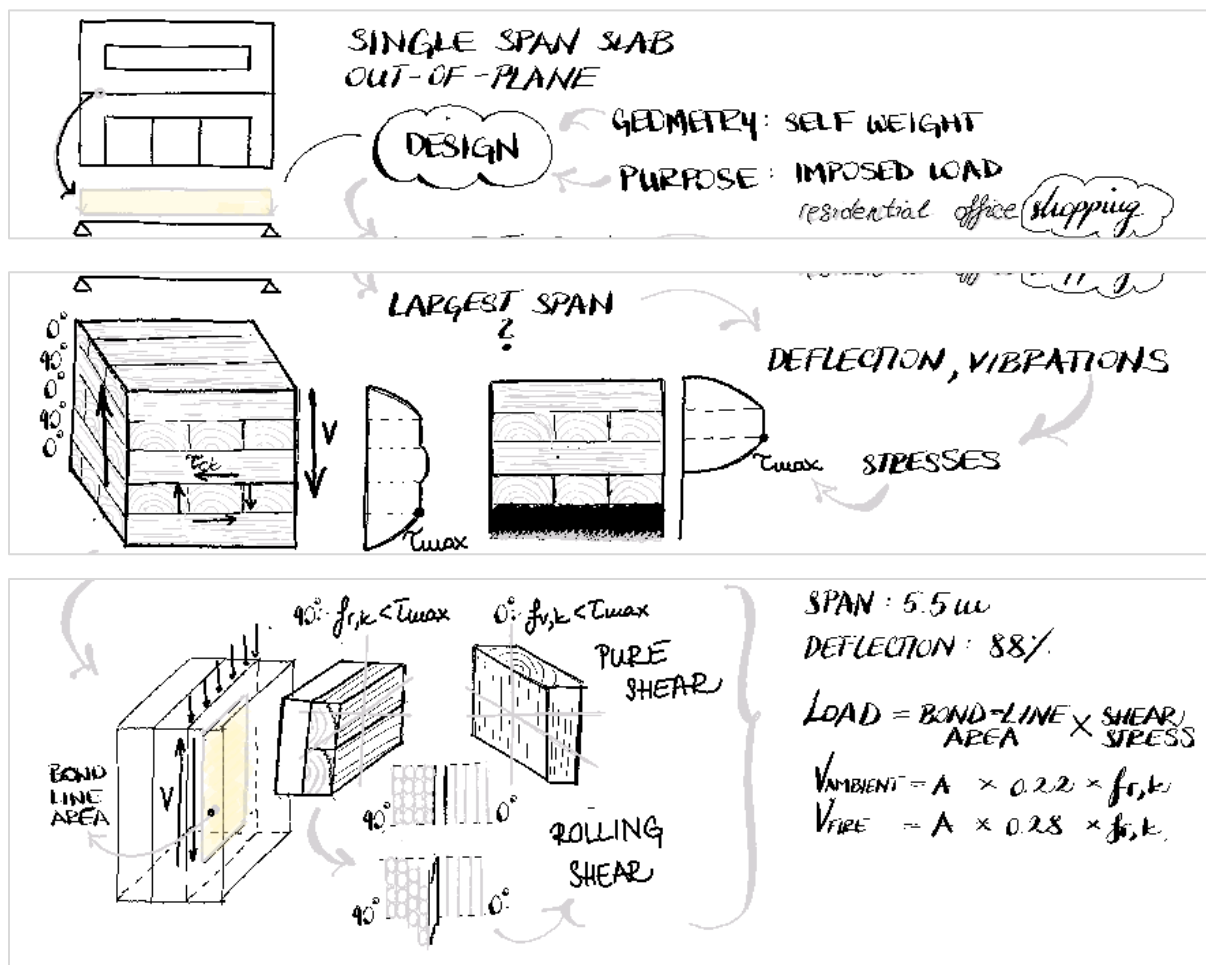 SINGLE SPAN SLAB
OUT-OF-PLANE
DESIGN
GEOMETRY: SELF WEIGHT
PURPOSE: IMPOSED LOAD
residential office shopping
LARGEST SPAN
?
DEFLECTION, VIBRATIONS
0°
90°
0°
90°
0°
V
τmax
τmax STRESSES
90°: fr,k < τmax
0°: fv,k < τmax
PURE
SHEAR
BOND
LINE
AREA
V
90°
0°
ROLLING
SHEAR
90°
0°
SPAN: 5.5 m
DEFLECTION: 88%
LOAD = BOND-LINE AREA × SHEAR STRESS
VAMBIENT = A × 0.22 × fr,k
VFIRE = A × 0.28 × fr,k